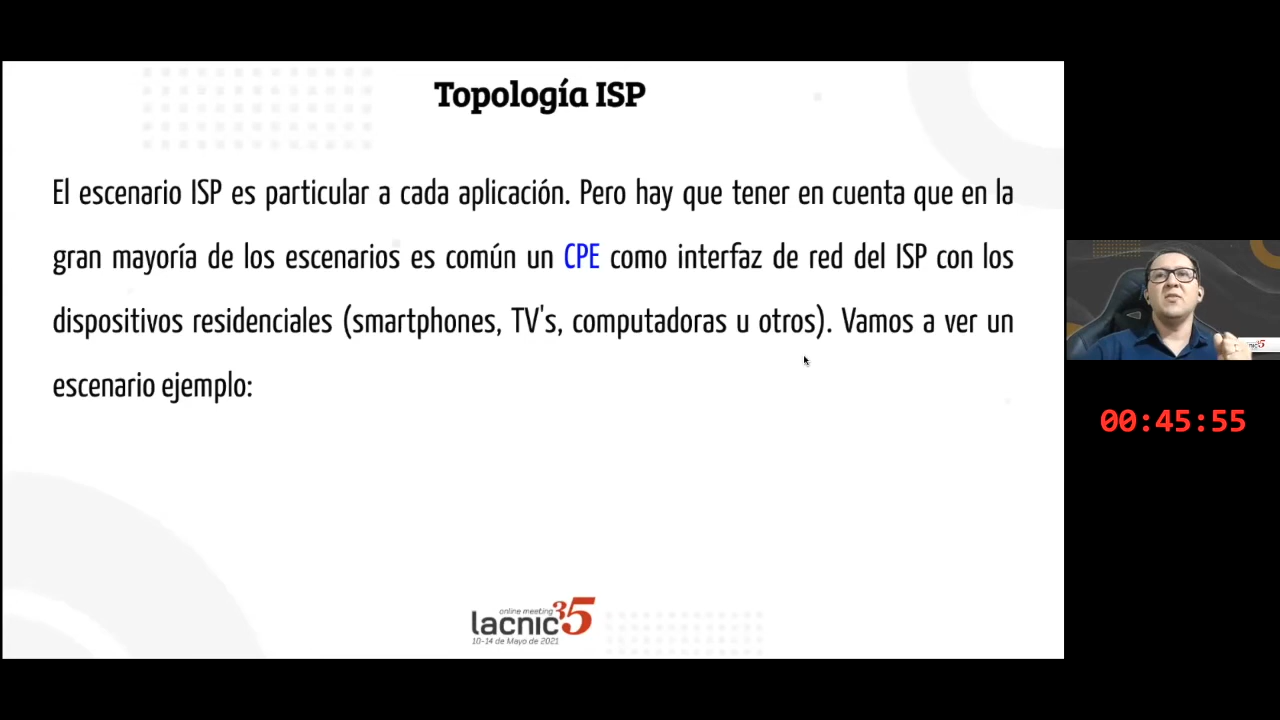 Topología ISP
El escenario ISP es particular a cada aplicación. Pero hay que tener en cuenta que en la
gran mayoría de los escenarios es común un CPE como interfaz de red del ISP con los
dispositivos residenciales (smartphones, TV's, computadoras u otros). Vamos a ver un
escenario ejemplo:
00:45:55
online meeting
lacnic35
10-14 de Mayo de 2021